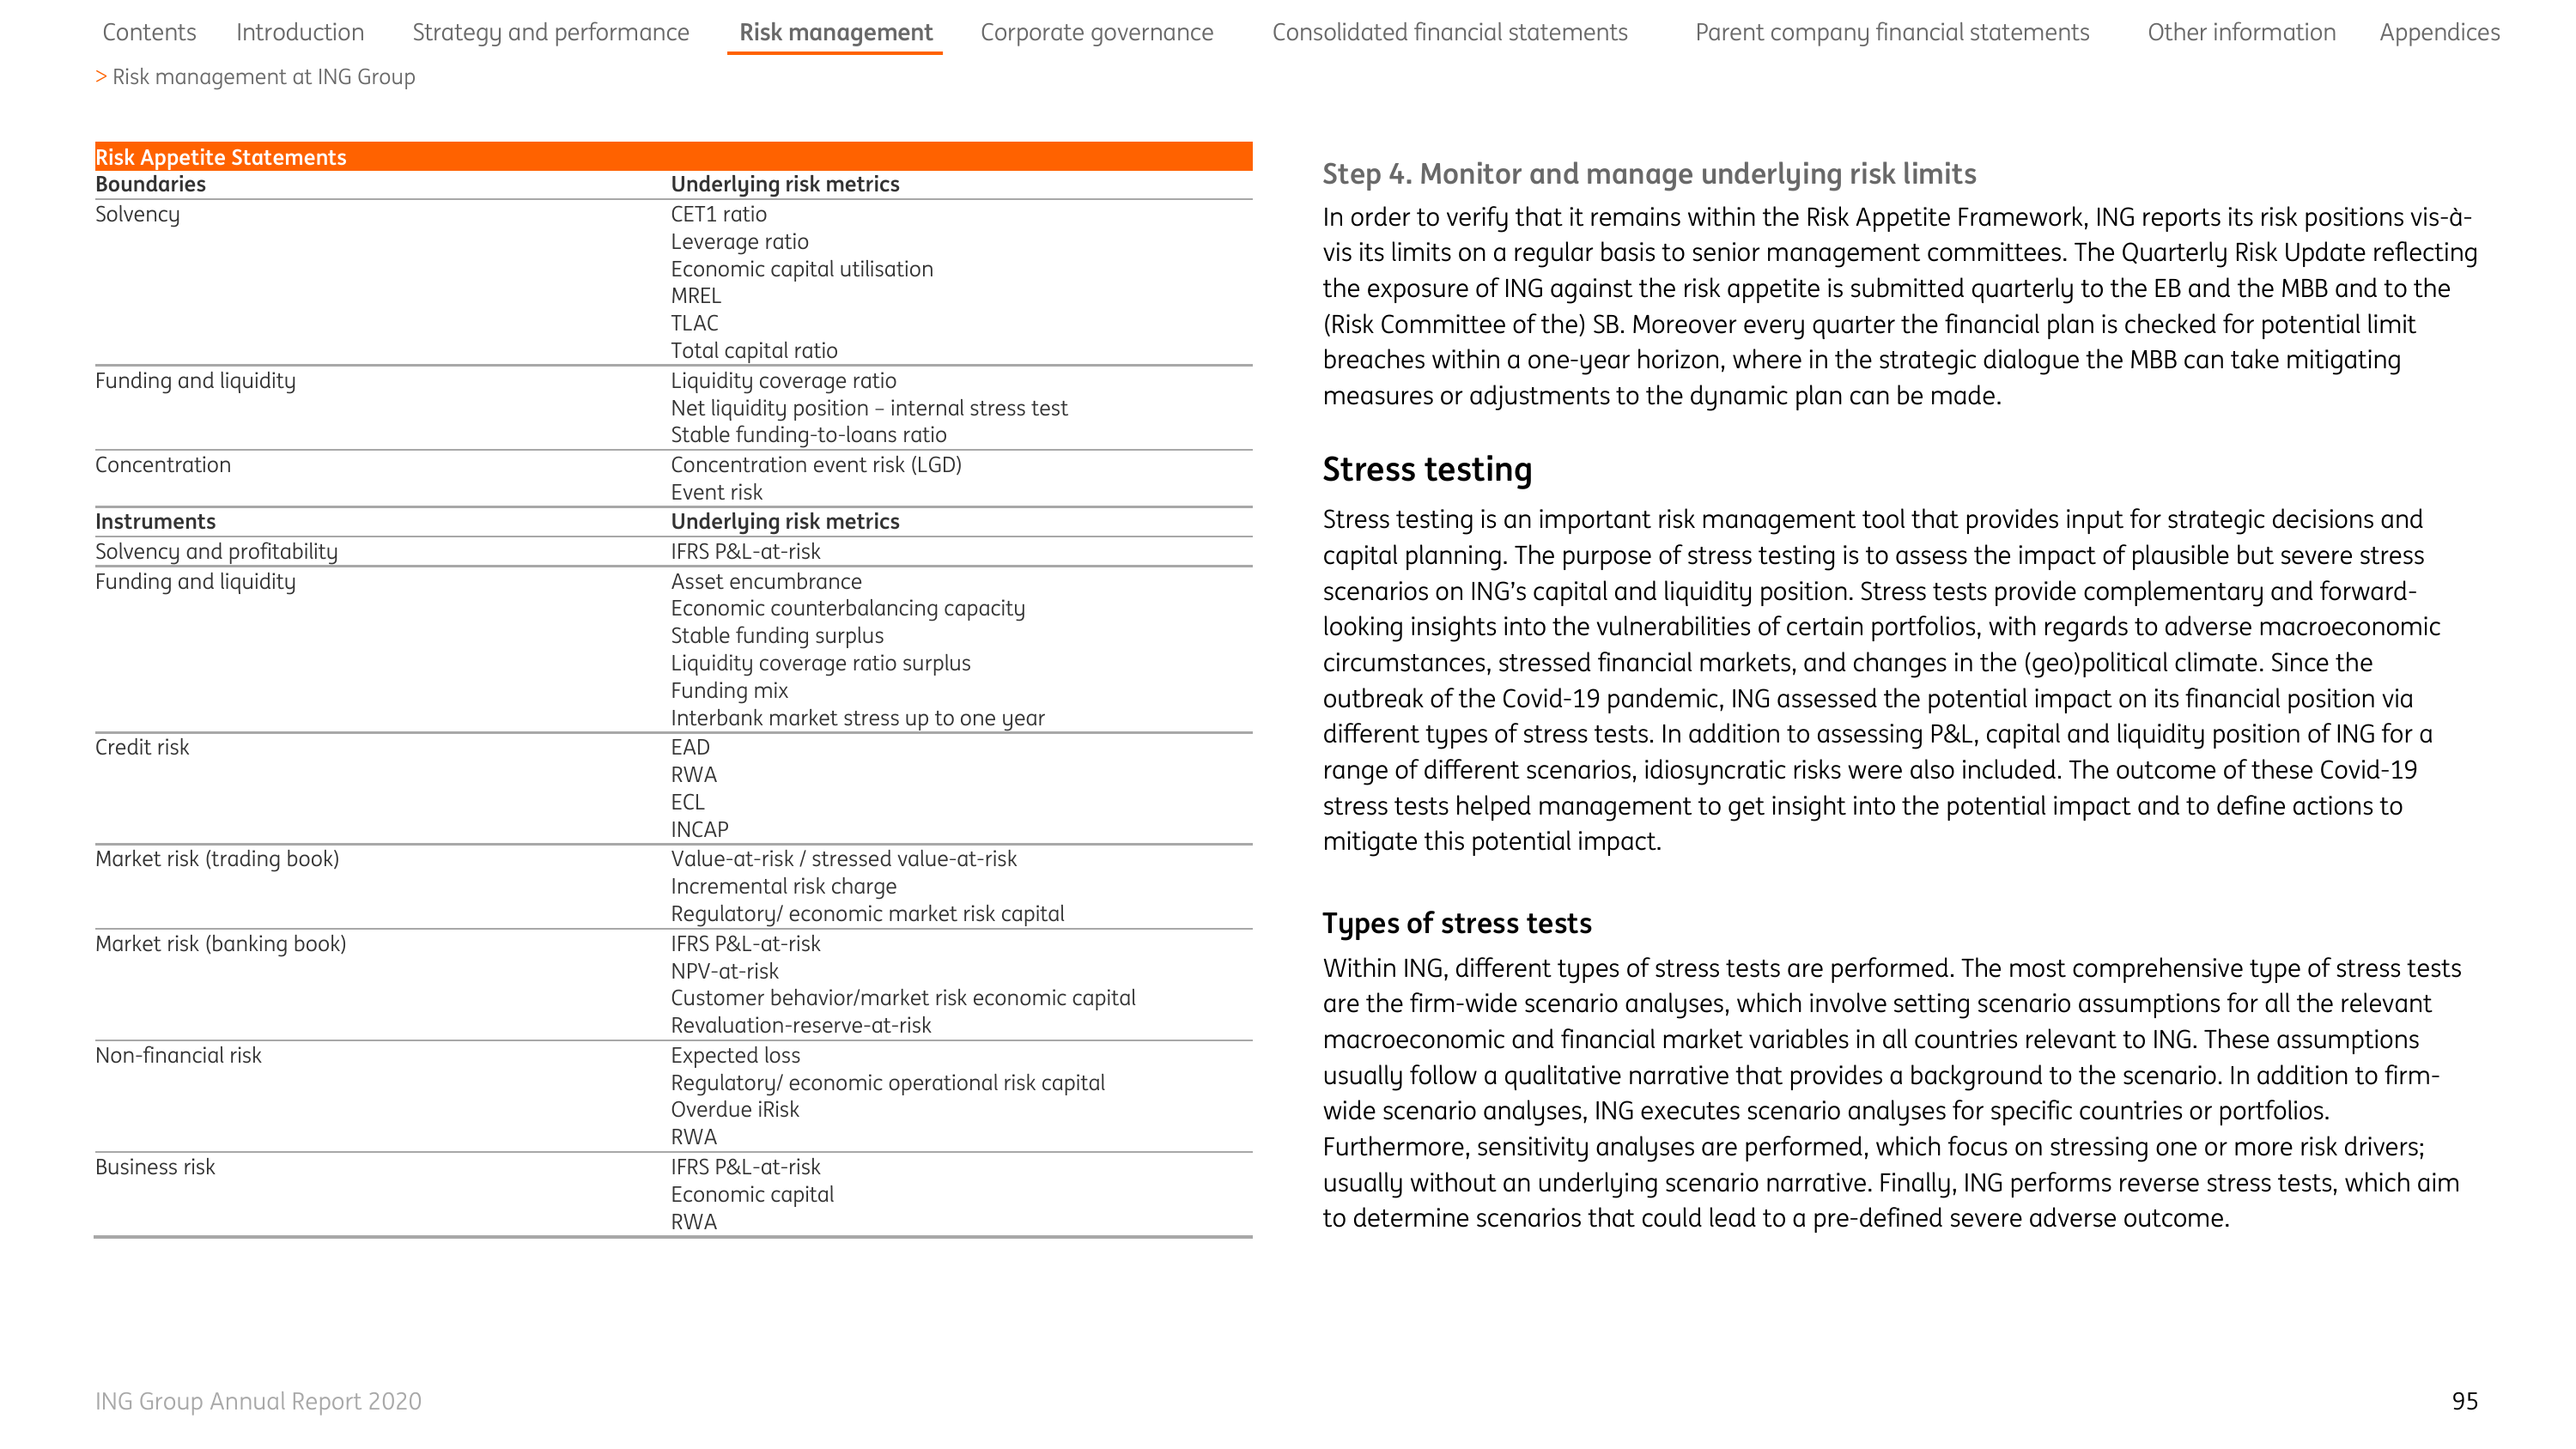 Contents Introduction Strategy and performance Risk management Corporate governance Consolidated financial statements Parent company financial statements Other information Appendices
> Risk management at ING Group
Risk Appetite Statements
Boundaries Underlying risk metrics
Solvency CET1 ratio
Leverage ratio
Economic capital utilisation
MREL
TLAC
Total capital ratio
Funding and liquidity Liquidity coverage ratio
Net liquidity position – internal stress test
Stable funding-to-loans ratio
Concentration Concentration event risk (LGD)
Event risk
Instruments Underlying risk metrics
Solvency and profitability IFRS P&L-at-risk
Funding and liquidity Asset encumbrance
Economic counterbalancing capacity
Stable funding surplus
Liquidity coverage ratio surplus
Funding mix
Interbank market stress up to one year
Credit risk EAD
RWA
ECL
INCAP
Market risk (trading book) Value-at-risk / stressed value-at-risk
Incremental risk charge
Regulatory/ economic market risk capital
Market risk (banking book) IFRS P&L-at-risk
NPV-at-risk
Customer behavior/market risk economic capital
Revaluation-reserve-at-risk
Non-financial risk Expected loss
Regulatory/ economic operational risk capital
Overdue iRisk
RWA
Business risk IFRS P&L-at-risk
Economic capital
RWA
Step 4. Monitor and manage underlying risk limits
In order to verify that it remains within the Risk Appetite Framework, ING reports its risk positions vis-à-
vis its limits on a regular basis to senior management committees. The Quarterly Risk Update reflecting
the exposure of ING against the risk appetite is submitted quarterly to the EB and the MBB and to the
(Risk Committee of the) SB. Moreover every quarter the financial plan is checked for potential limit
breaches within a one-year horizon, where in the strategic dialogue the MBB can take mitigating
measures or adjustments to the dynamic plan can be made.
Stress testing
Stress testing is an important risk management tool that provides input for strategic decisions and
capital planning. The purpose of stress testing is to assess the impact of plausible but severe stress
scenarios on ING’s capital and liquidity position. Stress tests provide complementary and forward-
looking insights into the vulnerabilities of certain portfolios, with regards to adverse macroeconomic
circumstances, stressed financial markets, and changes in the (geo)political climate. Since the
outbreak of the Covid-19 pandemic, ING assessed the potential impact on its financial position via
different types of stress tests. In addition to assessing P&L, capital and liquidity position of ING for a
range of different scenarios, idiosyncratic risks were also included. The outcome of these Covid-19
stress tests helped management to get insight into the potential impact and to define actions to
mitigate this potential impact.
Types of stress tests
Within ING, different types of stress tests are performed. The most comprehensive type of stress tests
are the firm-wide scenario analyses, which involve setting scenario assumptions for all the relevant
macroeconomic and financial market variables in all countries relevant to ING. These assumptions
usually follow a qualitative narrative that provides a background to the scenario. In addition to firm-
wide scenario analyses, ING executes scenario analyses for specific countries or portfolios.
Furthermore, sensitivity analyses are performed, which focus on stressing one or more risk drivers;
usually without an underlying scenario narrative. Finally, ING performs reverse stress tests, which aim
to determine scenarios that could lead to a pre-defined severe adverse outcome.
ING Group Annual Report 2020 95